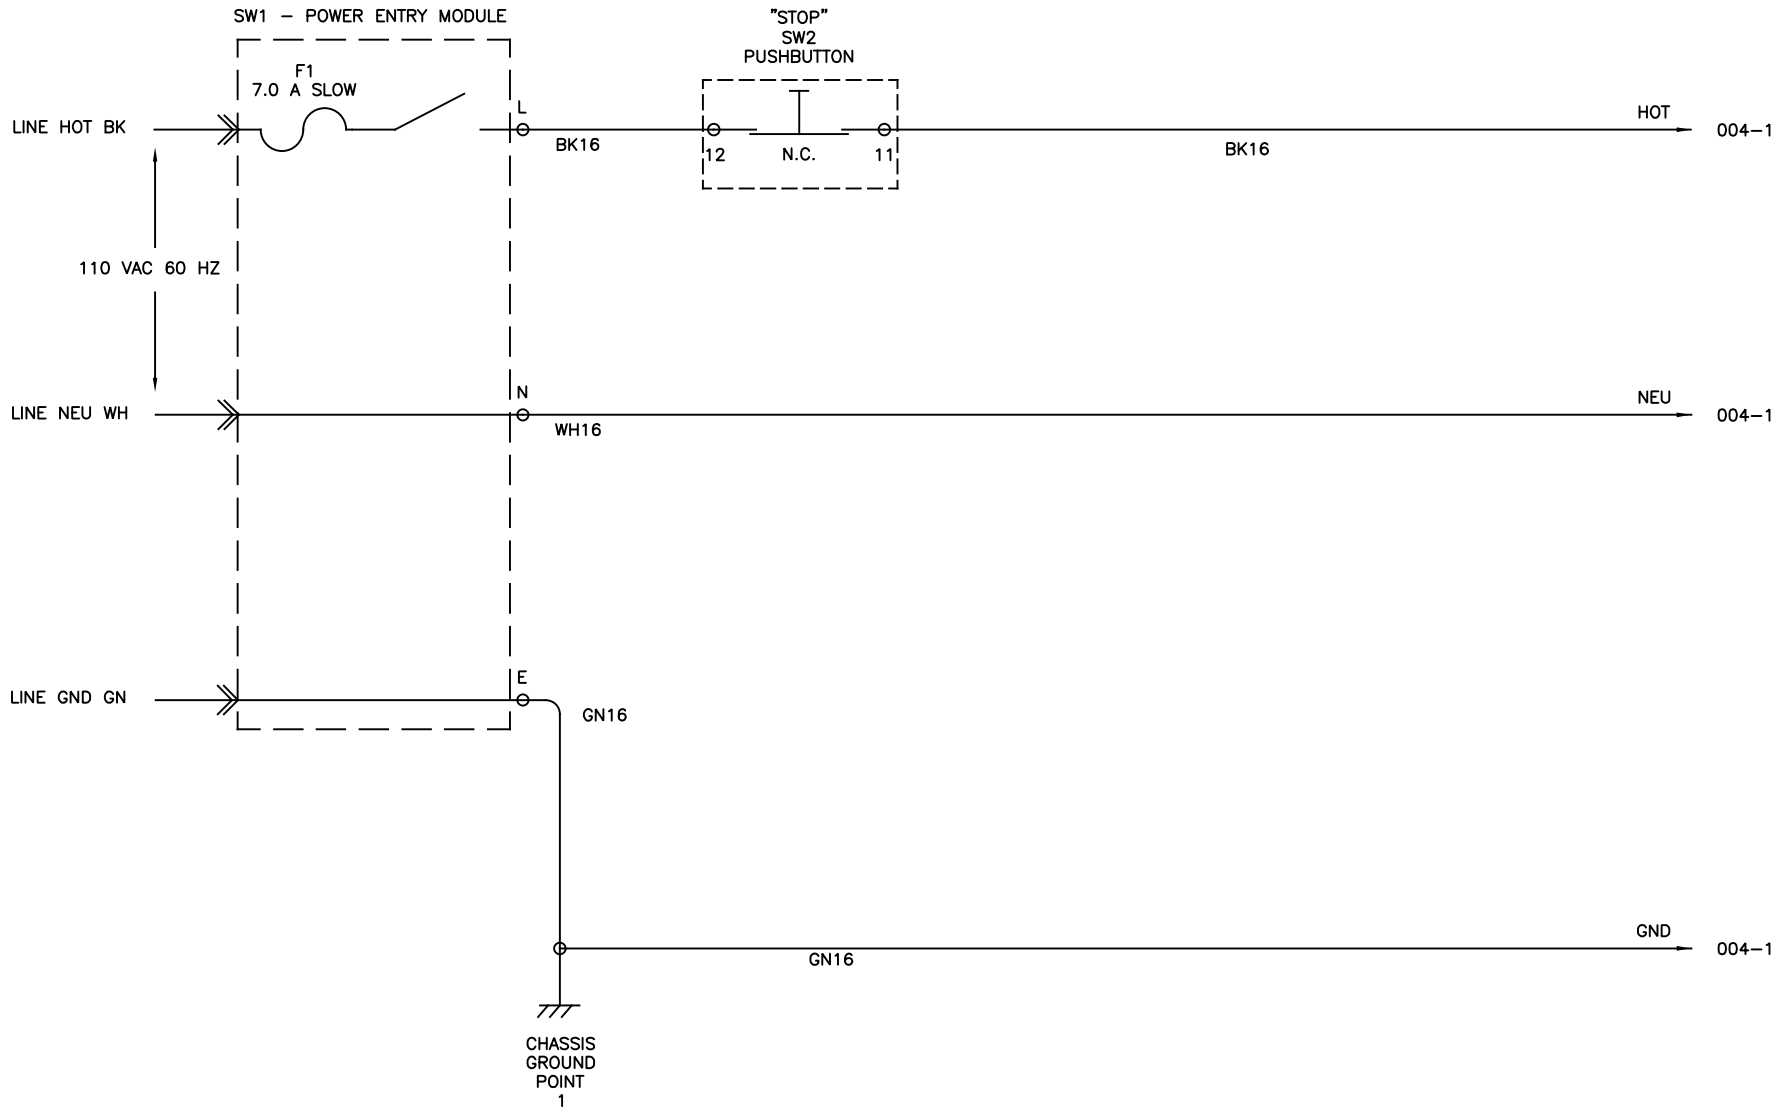 SW1 - POWER ENTRY MODULE
"STOP"
SW2
PUSHBUTTON
F1
7.0 A SLOW
LINE HOT BK
L
BK16
12
N.C.
11
BK16
HOT
004-1
110 VAC 60 HZ
LINE NEU WH
N
WH16
NEU
004-1
LINE GND GN
E
GN16
GND
GN16
004-1
CHASSIS
GROUND
POINT
1